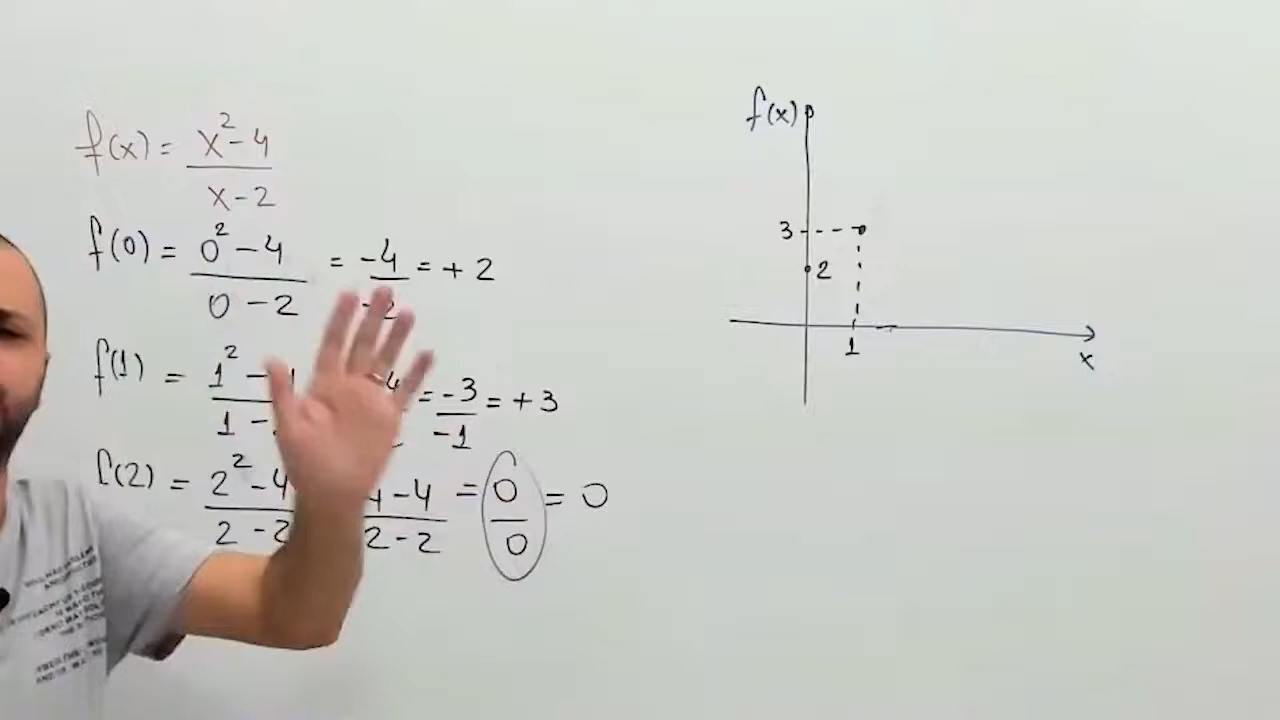 f(x) = x² - 4 / x - 2
f(0) = 0² - 4 / 0 - 2 = -4 / -2 = + 2
f(1) = 1² - / 1 - = -3 / -1 = + 3
f(2) = 2² - 4 / 2 - 2 4 - 4 / 2 - 2 = 0 / 0 = 0
f(x)
3
2
1
x